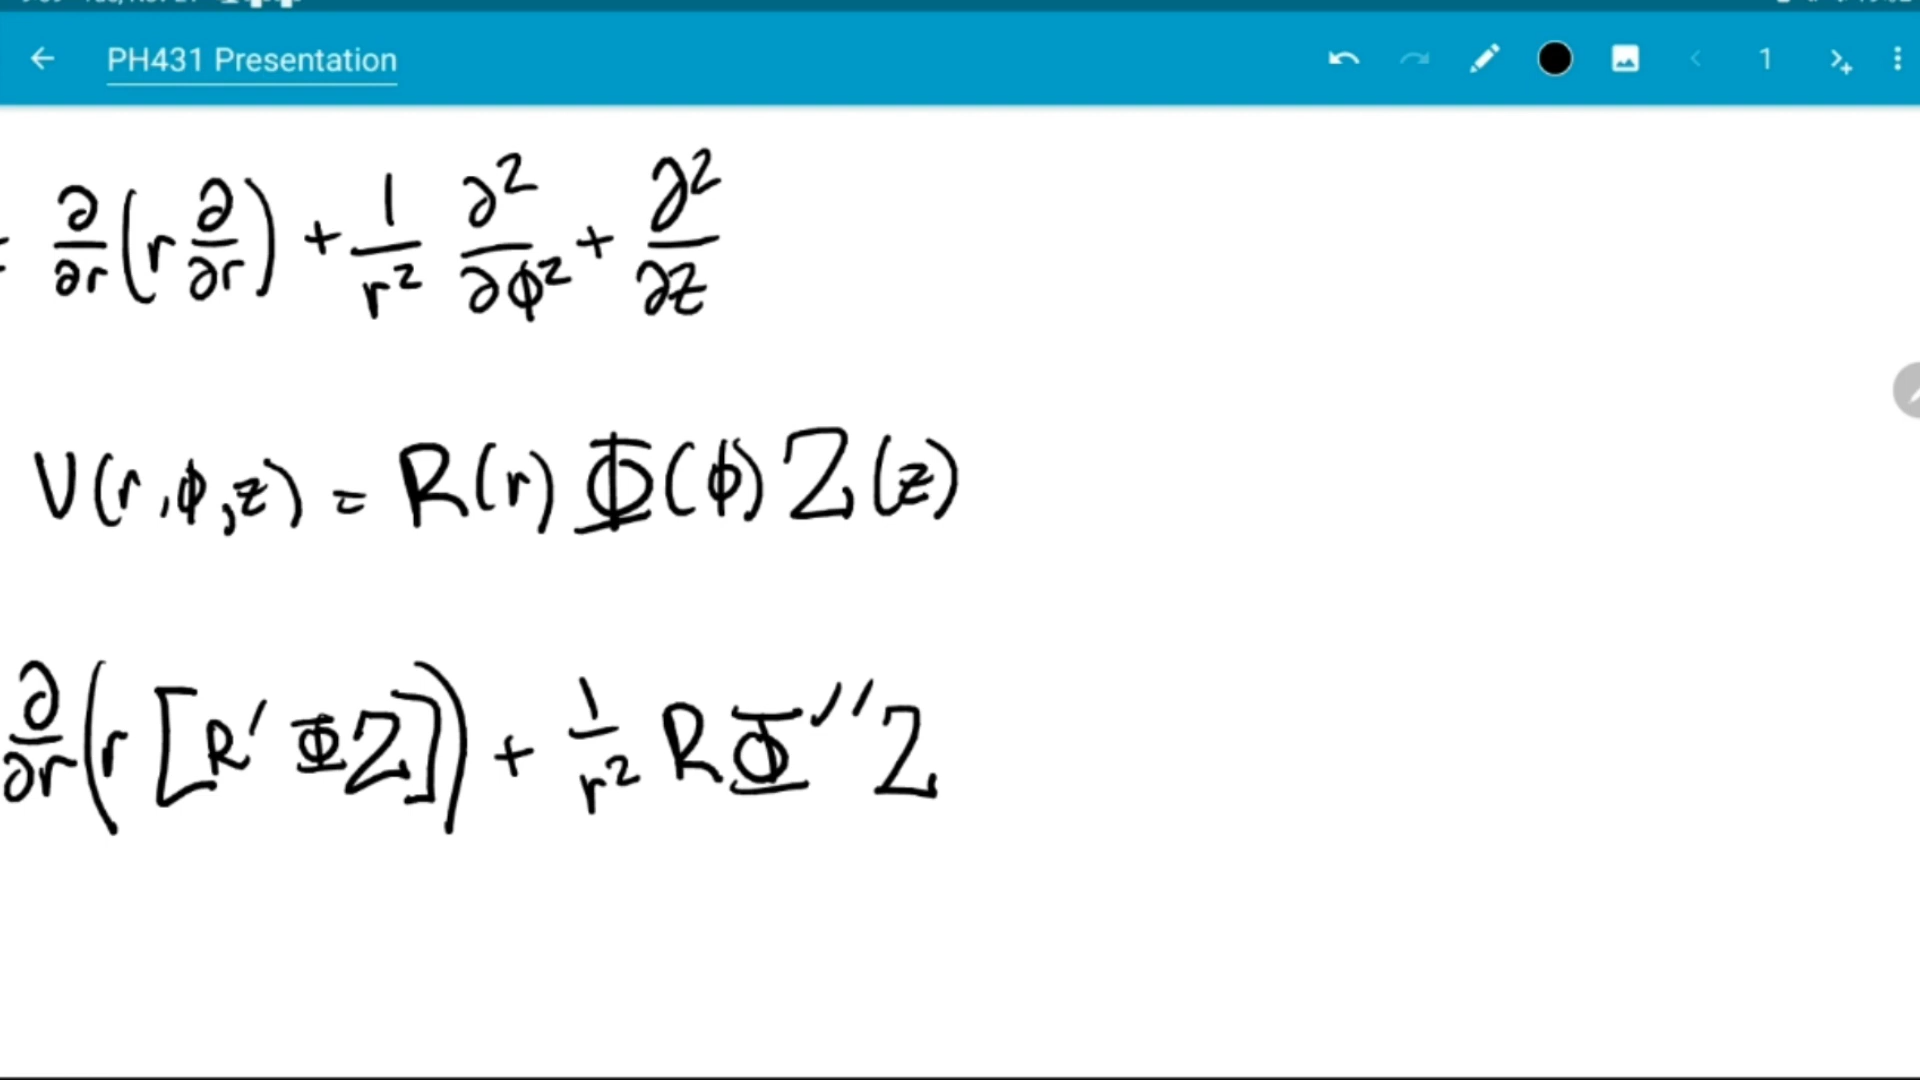 PH431 Presentation 1
= ∂/∂r (r ∂/∂r) + 1/r² ∂²/∂ϕ² + ∂²/∂z
V(r,ϕ,z) = R(r) Φ(ϕ) Z(z)
∂/∂r (r [R' Φ Z]) + 1/r² R Φ'' Z